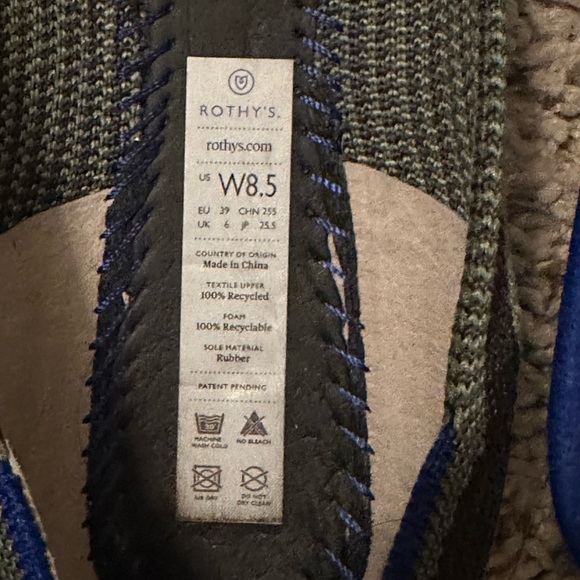 ROTHY'S.
rothys.com
US W8.5
EU 39 CHN 255
UK 6 JP 25.5
COUNTRY OF ORIGIN
Made in China
TEXTILE UPPER
100% Recycled
FOAM
100% Recyclable
SOLE MATERIAL
Rubber
PATENT PENDING
30°
MACHINE WASH COLD
NO BLEACH
AIR DRY
DO NOT DRY CLEAN